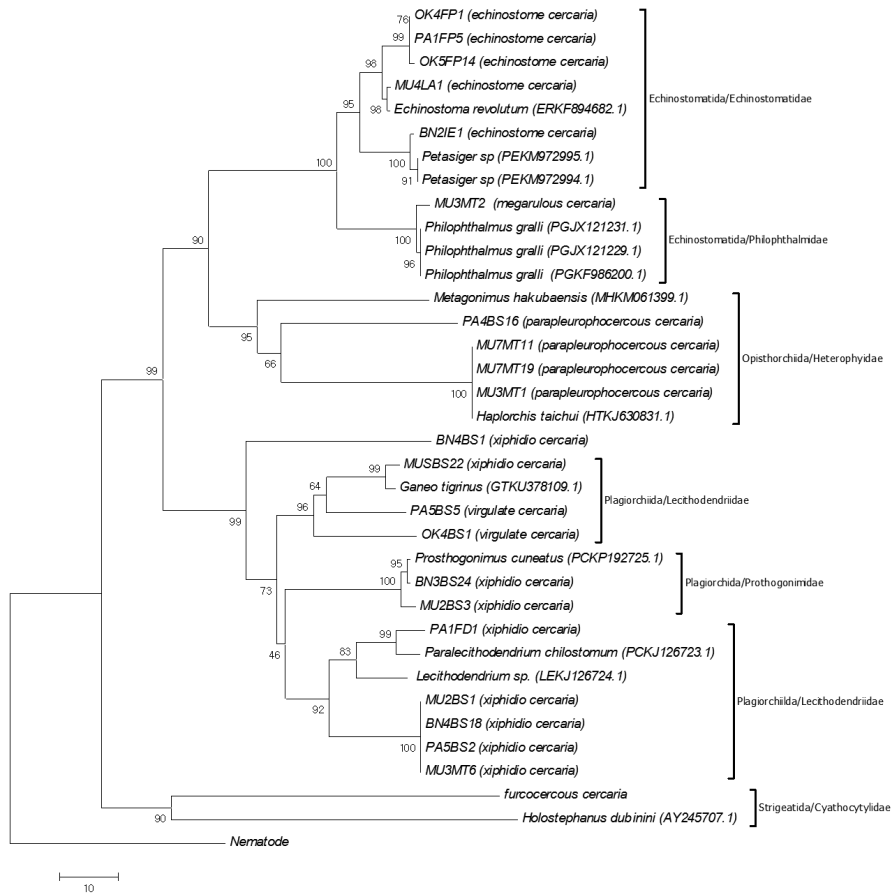 76
OK4FP1 (echinostome cercaria)
99
PA1FP5 (echinostome cercaria)
OK5FP14 (echinostome cercaria)
98
MU4LA1 (echinostome cercaria)
98
Echinostoma revolutum (ERKF894682.1)
95
BN2IE1 (echinostome cercaria)
100
Petasiger sp (PEKM972995.1)
91
Petasiger sp (PEKM972994.1)
Echinostomatida/Echinostomatidae
100
MU3MT2 (megarulous cercaria)
Philophthalmus gralli (PGJX121231.1)
100
Philophthalmus gralli (PGJX121229.1)
96
Philophthalmus gralli (PGKF986200.1)
Echinostomatida/Philophthalmidae
90
Metagonimus hakubaensis (MHKM061399.1)
95
PA4BS16 (parapleurophocercous cercaria)
66
MU7MT11 (parapleurophocercous cercaria)
MU7MT19 (parapleurophocercous cercaria)
100
MU3MT1 (parapleurophocercous cercaria)
Haplorchis taichui (HTKJ630831.1)
Opisthorchiida/Heterophyidae
99
BN4BS1 (xiphidio cercaria)
99
MUSBS22 (xiphidio cercaria)
64
Ganeo tigrinus (GTKU378109.1)
96
PA5BS5 (virgulate cercaria)
OK4BS1 (virgulate cercaria)
Plagiorchiida/Lecithodendriidae
99
95
Prosthogonimus cuneatus (PCKP192725.1)
100
BN3BS24 (xiphidio cercaria)
MU2BS3 (xiphidio cercaria)
Plagiorchida/Prothogonimidae
73
46
99
PA1FD1 (xiphidio cercaria)
83
Paralecithodendrium chilostomum (PCKJ126723.1)
Lecithodendrium sp. (LEKJ126724.1)
92
MU2BS1 (xiphidio cercaria)
BN4BS18 (xiphidio cercaria)
100
PA5BS2 (xiphidio cercaria)
MU3MT6 (xiphidio cercaria)
Plagiorchiilda/Lecithodendriidae
furcocercous cercaria
90
Holostephanus dubinini (AY245707.1)
Strigeatida/Cyathocytylidae
Nematode
10